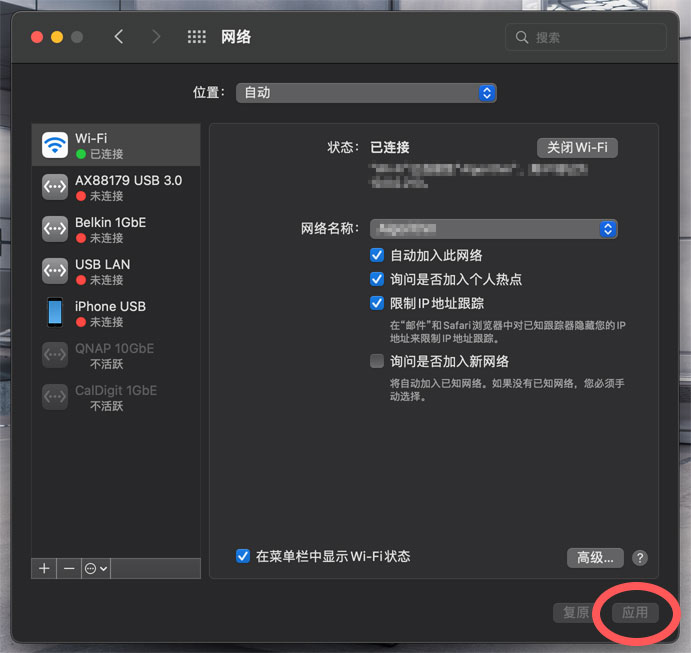 网络
搜索
位置：
自动
Wi-Fi
已连接
AX88179 USB 3.0
未连接
Belkin 1GbE
未连接
USB LAN
未连接
iPhone USB
未连接
QNAP 10GbE
不活跃
CalDigit 1GbE
不活跃
状态：
已连接
关闭 Wi-Fi
网络名称：
自动加入此网络
询问是否加入个人热点
限制 IP 地址跟踪
在“邮件”和 Safari 浏览器中对已知跟踪器隐藏您的 IP
地址来限制 IP 地址跟踪。
询问是否加入新网络
将自动加入已知网络。如果没有已知网络，您必须手
动选择。
在菜单栏中显示 Wi-Fi 状态
高级...
?
复原
应用